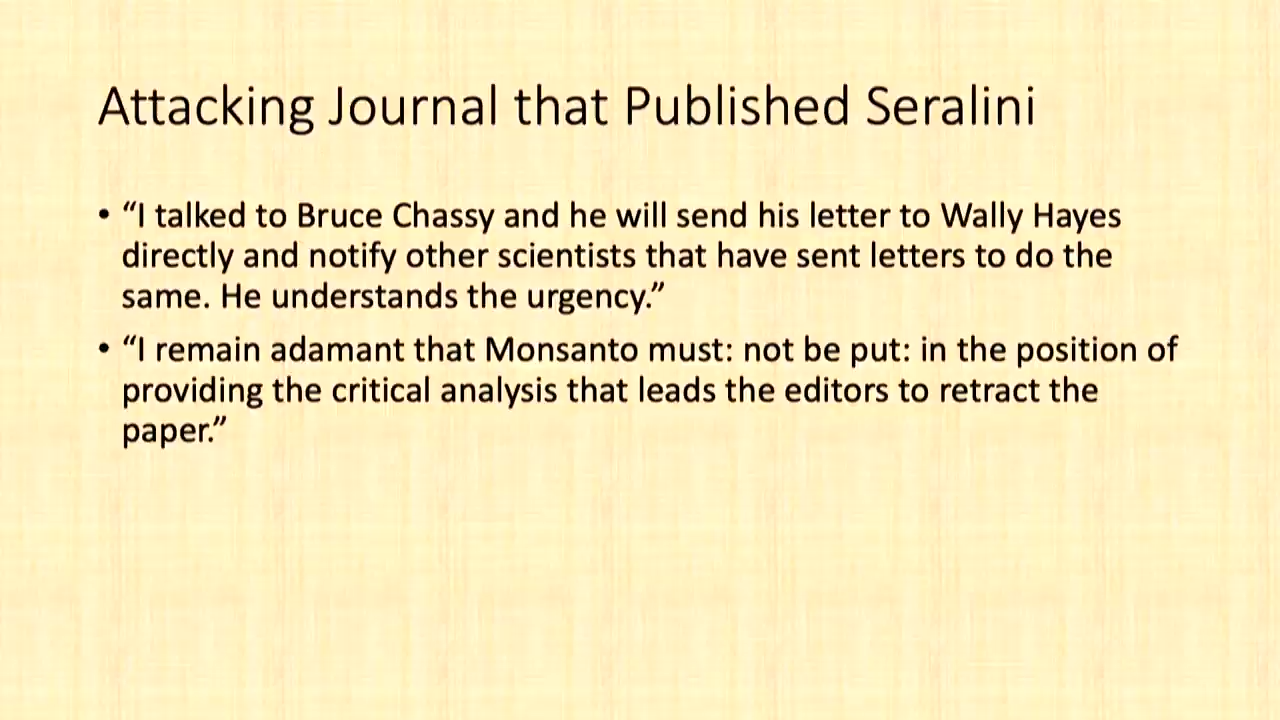 Attacking Journal that Published Seralini
• “I talked to Bruce Chassy and he will send his letter to Wally Hayes
directly and notify other scientists that have sent letters to do the
same. He understands the urgency.”
• “I remain adamant that Monsanto must: not be put: in the position of
providing the critical analysis that leads the editors to retract the
paper.”